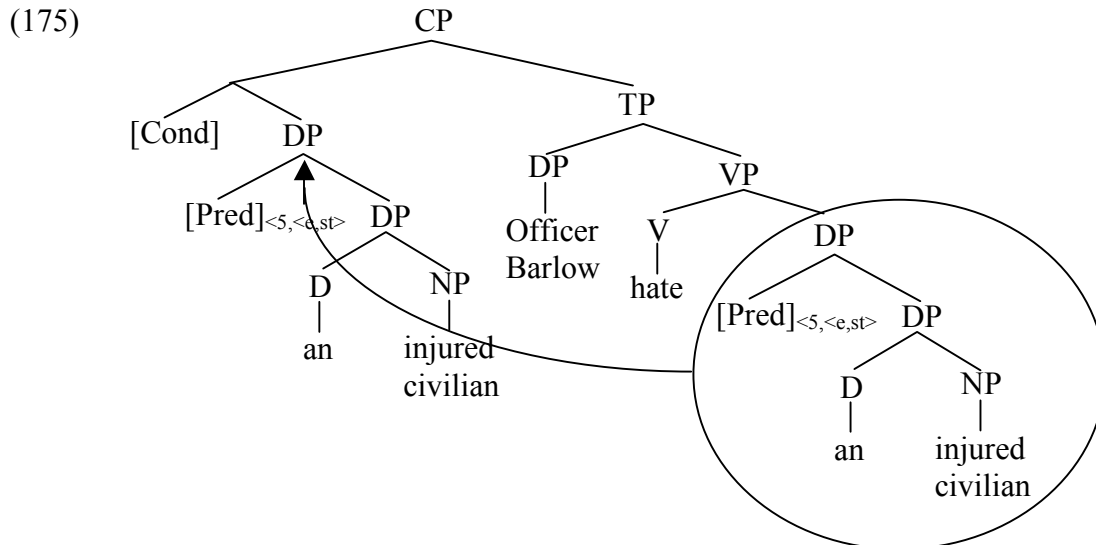 (175)
CP
TP
[Cond] DP
DP VP
[Pred]<5,<e,st> DP
Officer Barlow
V DP
D NP
hate
[Pred]<5,<e,st> DP
an injured civilian
D NP
an injured civilian